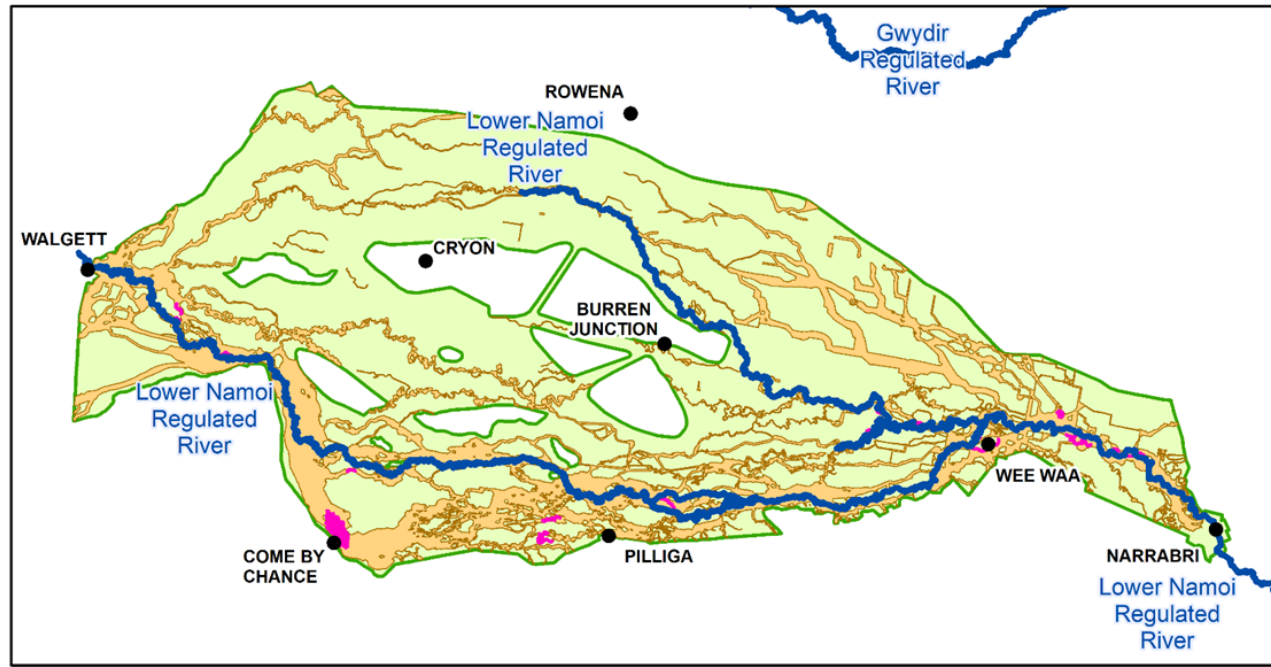 Gwydir
Regulated
River
ROWENA
Lower Namoi
Regulated
River
WALGETT
CRYON
BURREN
JUNCTION
Lower Namoi
Regulated
River
WEE WAA
COME BY
CHANCE
PILLIGA
NARRABRI
Lower Namoi
Regulated
River